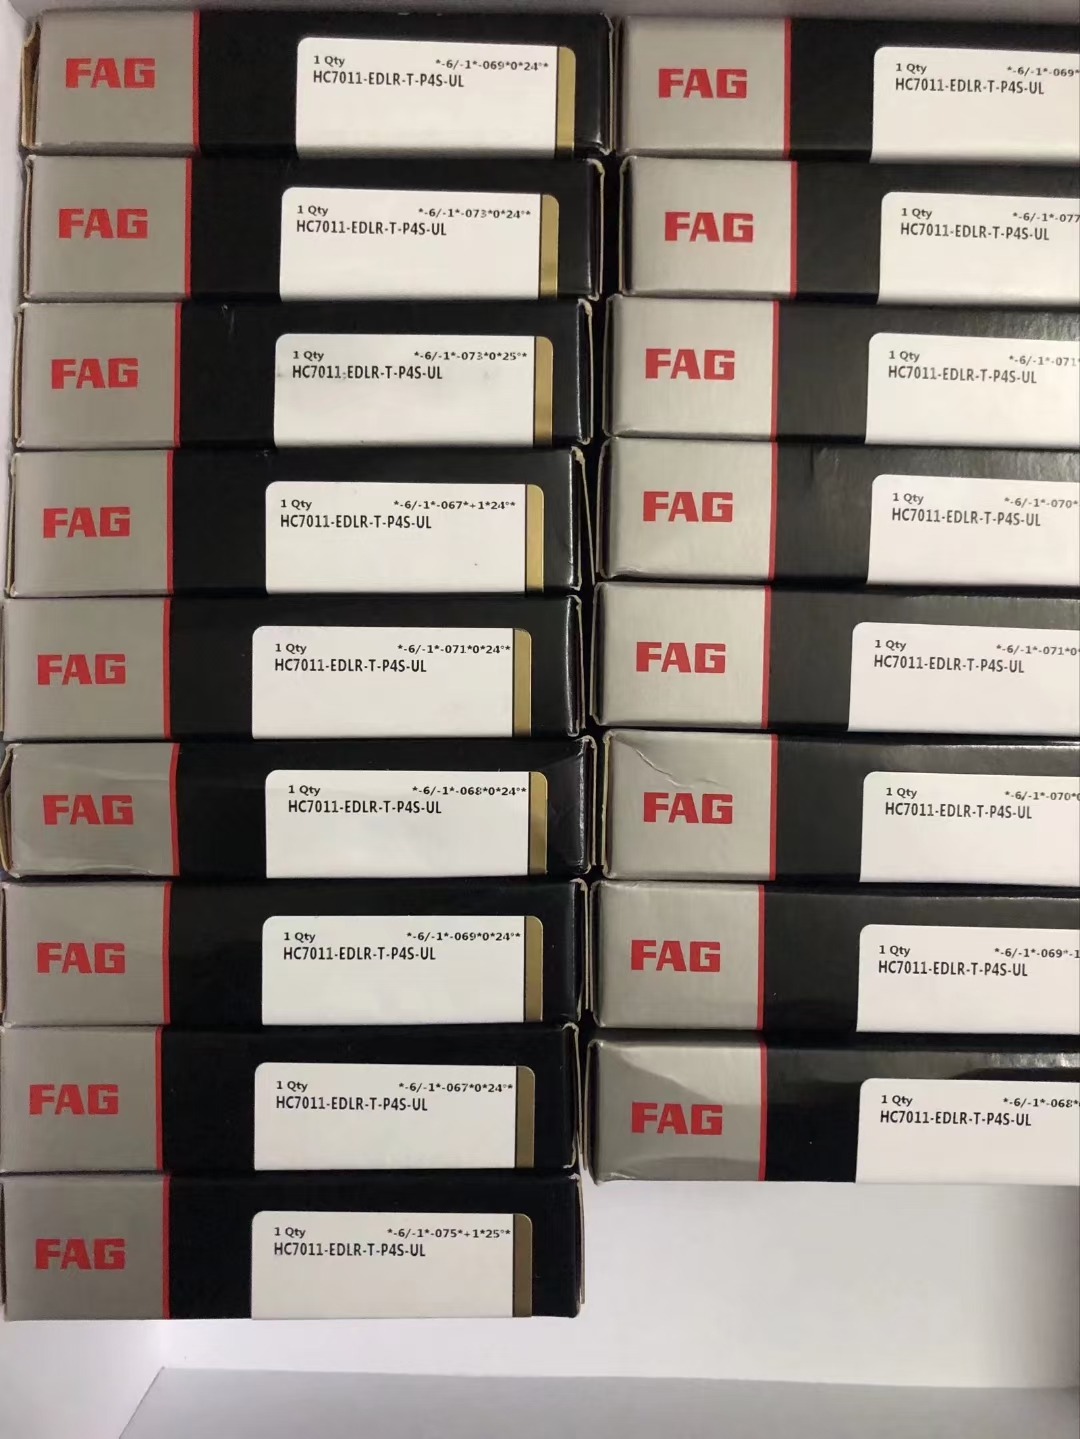 FAG
1 Qty *-6/-1*-069*0*24°*
HC7011-EDLR-T-P4S-UL
FAG
1 Qty *-6/-1*-073*0*24°*
HC7011-EDLR-T-P4S-UL
FAG
1 Qty *-6/-1*-073*0*25°*
HC7011-EDLR-T-P4S-UL
FAG
1 Qty *-6/-1*-067*+1*24°*
HC7011-EDLR-T-P4S-UL
FAG
1 Qty *-6/-1*-071*0*24°*
HC7011-EDLR-T-P4S-UL
FAG
1 Qty *-6/-1*-068*0*24°*
HC7011-EDLR-T-P4S-UL
FAG
1 Qty *-6/-1*-069*0*24°*
HC7011-EDLR-T-P4S-UL
FAG
1 Qty *-6/-1*-067*0*24°*
HC7011-EDLR-T-P4S-UL
FAG
1 Qty *-6/-1*-075*+1*25°*
HC7011-EDLR-T-P4S-UL
FAG
1 Qty *-6/-1*-069*
HC7011-EDLR-T-P4S-UL
FAG
1 Qty *-6/-1*-077
HC7011-EDLR-T-P4S-UL
FAG
1 Qty *-6/-1*-071*
HC7011-EDLR-T-P4S-UL
FAG
1 Qty *-6/-1*-070*
HC7011-EDLR-T-P4S-UL
FAG
1 Qty *-6/-1*-071*0*
HC7011-EDLR-T-P4S-UL
FAG
1 Qty *-6/-1*-070*0
HC7011-EDLR-T-P4S-UL
FAG
1 Qty *-6/-1*-069*-1
HC7011-EDLR-T-P4S-UL
FAG
1 Qty *-6/-1*-068*
HC7011-EDLR-T-P4S-UL